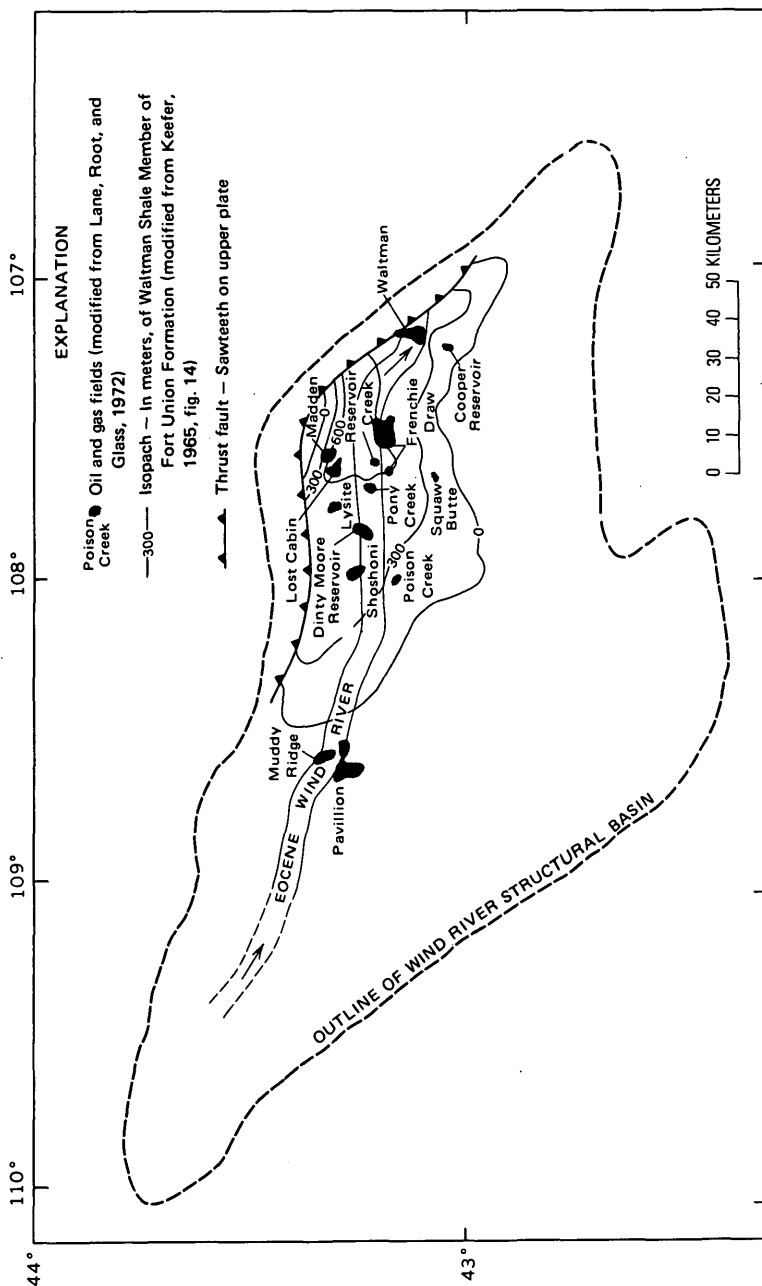 110°
109°
108°
107°
44°
43°
EXPLANATION
Poison
Creek
Oil and gas fields (modified from Lane, Root, and
Glass, 1972)
—300— Isopach – In meters, of Waltman Shale Member of
Fort Union Formation (modified from Keefer,
1965, fig. 14)
Thrust fault – Sawteeth on upper plate
Muddy
Ridge
Pavillion
EOCENE WIND RIVER
Lost Cabin
Dinty Moore
Reservoir
Lysite
Shoshoni
Madden
Reservoir
Creek
Waltman
0
600
300
300
0
Pony
Creek
Frenchie
Draw
Poison
Creek
Squaw
Butte
Cooper
Reservoir
OUTLINE OF WIND RIVER STRUCTURAL BASIN
0 10 20 30 40 50 KILOMETERS